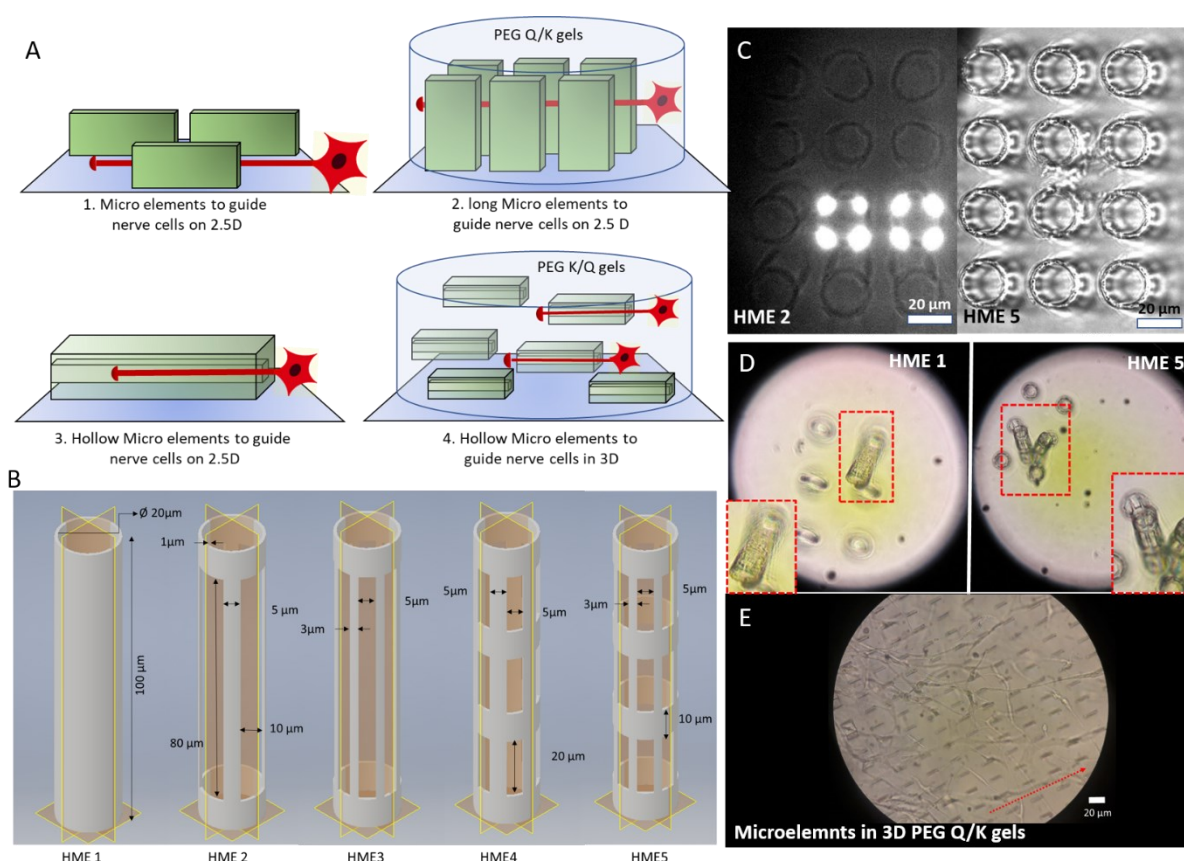 A
PEG Q/K gels
1. Micro elements to guide
nerve cells on 2.5D
2. long Micro elements to
guide nerve cells on 2.5 D
PEG K/Q gels
3. Hollow Micro elements to guide
nerve cells on 2.5D
4. Hollow Micro elements to
guide nerve cells in 3D
B
Ø 20µm
100 µm
1µm
5 µm
80 µm
10 µm
5µm
3µm
5µm
5µm
20 µm
3µm
5µm
10 µm
HME 1
HME 2
HME3
HME4
HME5
C
HME 2
20 µm
HME 5
20 µm
D
HME 1
HME 5
E
20 µm
Microelemnts in 3D PEG Q/K gels